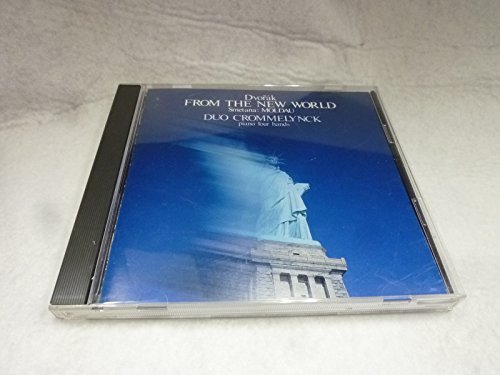 Dvořák
FROM THE NEW WORLD
Smetana: MOLDAU
DUO CROMMELYNCK
piano four hands